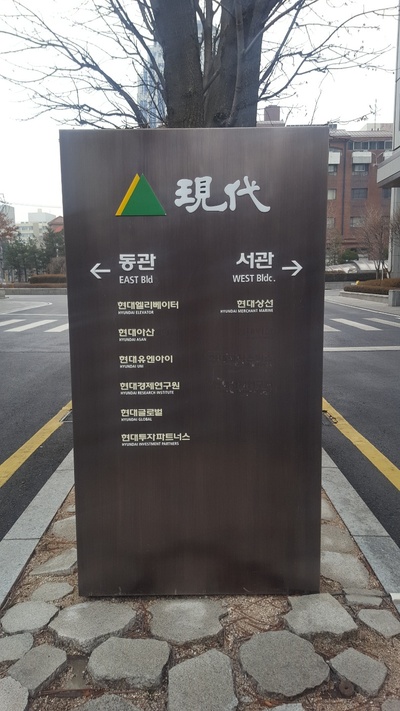 現代
← 동관
EAST Bld
서관 →
WEST Bldc.
현대엘리베이터
HYUNDAI ELEVATOR
현대상선
HYUNDAI MERCHANT MARINE
현대아산
HYUNDAI ASAN
현대유엔아이
HYUNDAI U&I
현대경제연구원
HYUNDAI RESEARCH INSTITUTE
현대글로벌
HYUNDAI GLOBAL
현대투자파트너스
HYUNDAI INVESTMENT PARTNERS